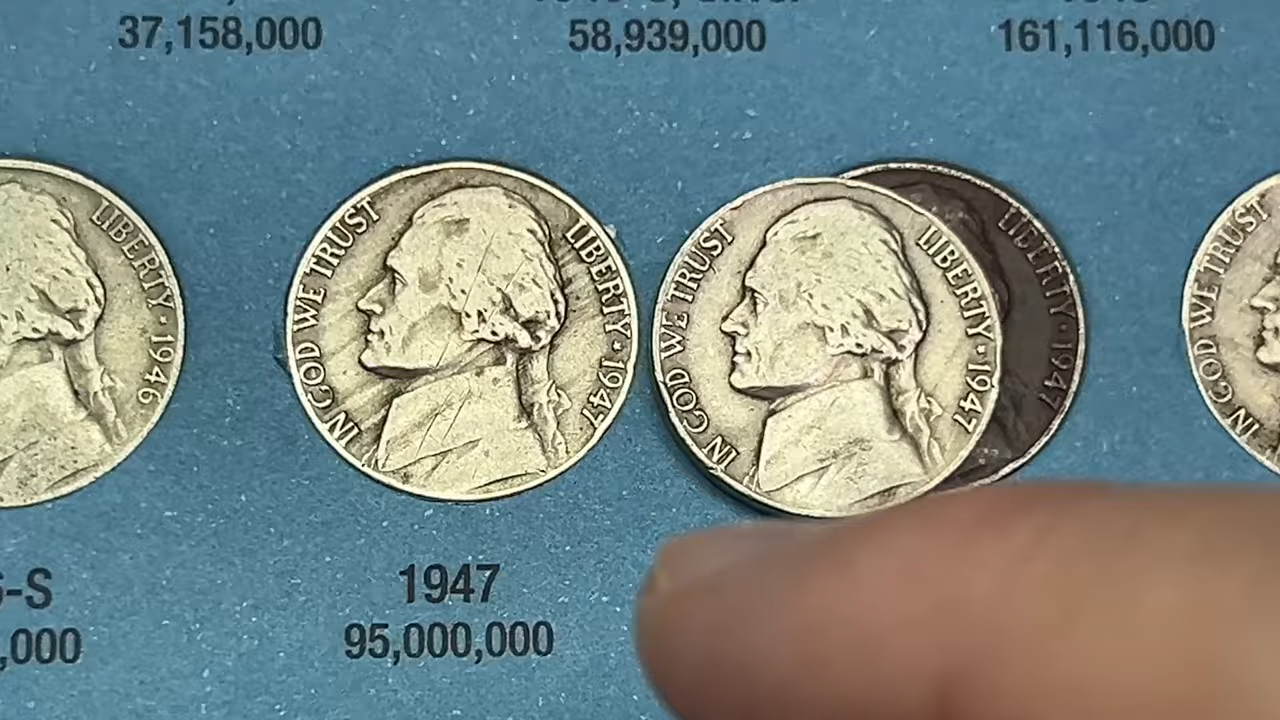 37,158,000
58,939,000
161,116,000
LIBERTY · 1946
IN GOD WE TRUST
LIBERTY · 1947
IN GOD WE TRUST
LIBERTY · 1947
LIBERTY · 1947
IN GOD WE TRUST
-S
,000
1947
95,000,000